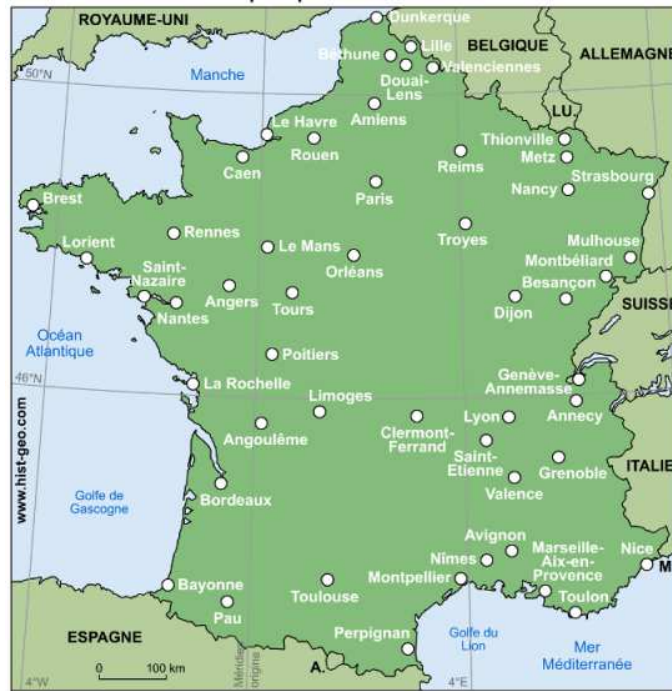 ROYAUME-UNI
Dunkerque
Lille
BELGIQUE
ALLEMAGNE
Béthune
Manche
50°N
Douai-
Lens
Valenciennes
Amiens
LU.
Le Havre
Rouen
Caen
Reims
Thionville
Metz
Nancy
Strasbourg
Paris
Brest
Rennes
Troyes
Lorient
Le Mans
Orléans
Mulhouse
Montbéliard
Besançon
Saint-
Nazaire
Nantes
Angers
Tours
Dijon
SUISSE
Océan
Atlantique
Poitiers
46°N
La Rochelle
Limoges
Genève-
Annemasse
Annecy
Angoulême
Clermont-
Ferrand
Lyon
Saint-
Etienne
Grenoble
Valence
ITALIE
www.hist-geo.com
Golfe de
Gascogne
Bordeaux
Avignon
Nîmes
Marseille-
Aix-en-
Provence
Nice
M
Bayonne
Toulouse
Montpellier
Toulon
Pau
ESPAGNE
Perpignan
Golfe du
Lion
Mer
Méditerranée
0 100 km
A.
4°W
origine
4°E